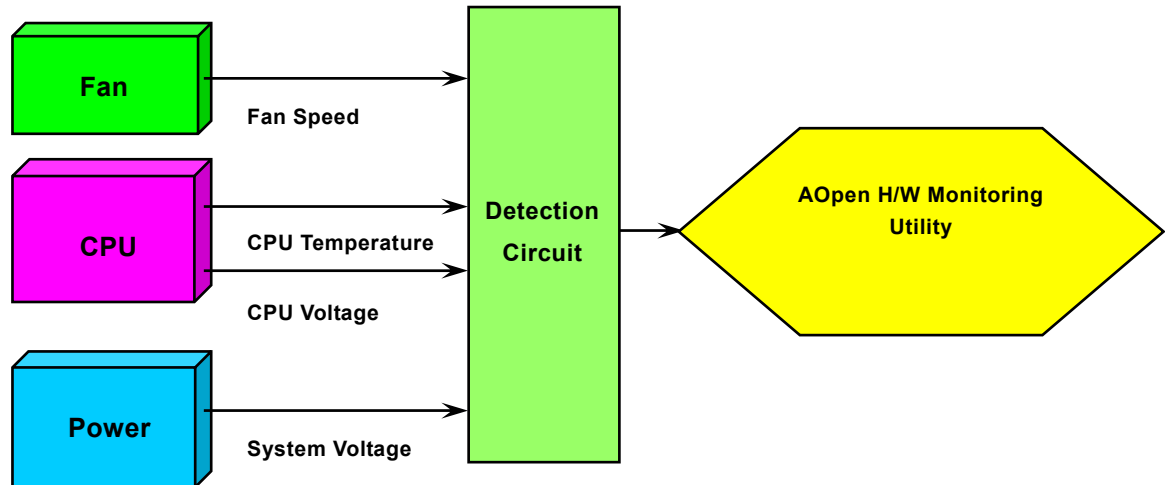 Fan
Fan Speed
CPU
CPU Temperature
CPU Voltage
Power
System Voltage
Detection
Circuit
AOpen H/W Monitoring
Utility